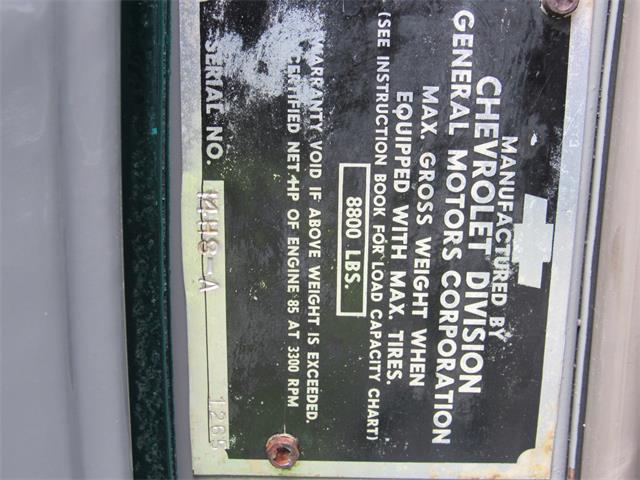 MANUFACTURED BY
CHEVROLET DIVISION
GENERAL MOTORS CORPORATION
MAX. GROSS WEIGHT WHEN
EQUIPPED WITH MAX. TIRES.
(SEE INSTRUCTION BOOK FOR LOAD CAPACITY CHART)
8800 LBS.
WARRANTY VOID IF ABOVE WEIGHT IS EXCEEDED.
CERTIFIED NET HP OF ENGINE 85 AT 3300 RPM
SERIAL NO.